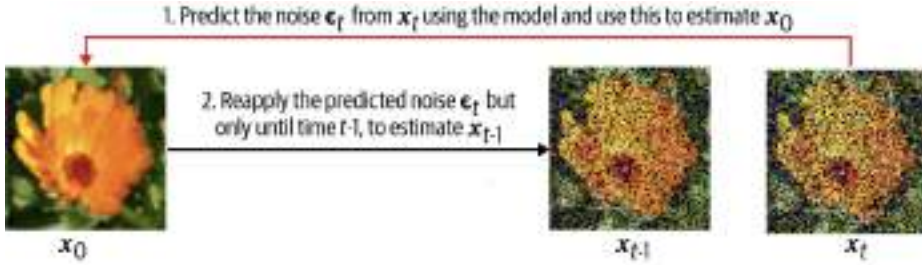 1. Predict the noise ϵₜ from xₜ using the model and use this to estimate x₀
2. Reapply the predicted noise ϵₜ but
only until time t-1, to estimate xₜ₋₁
x₀
xₜ₋₁
xₜ